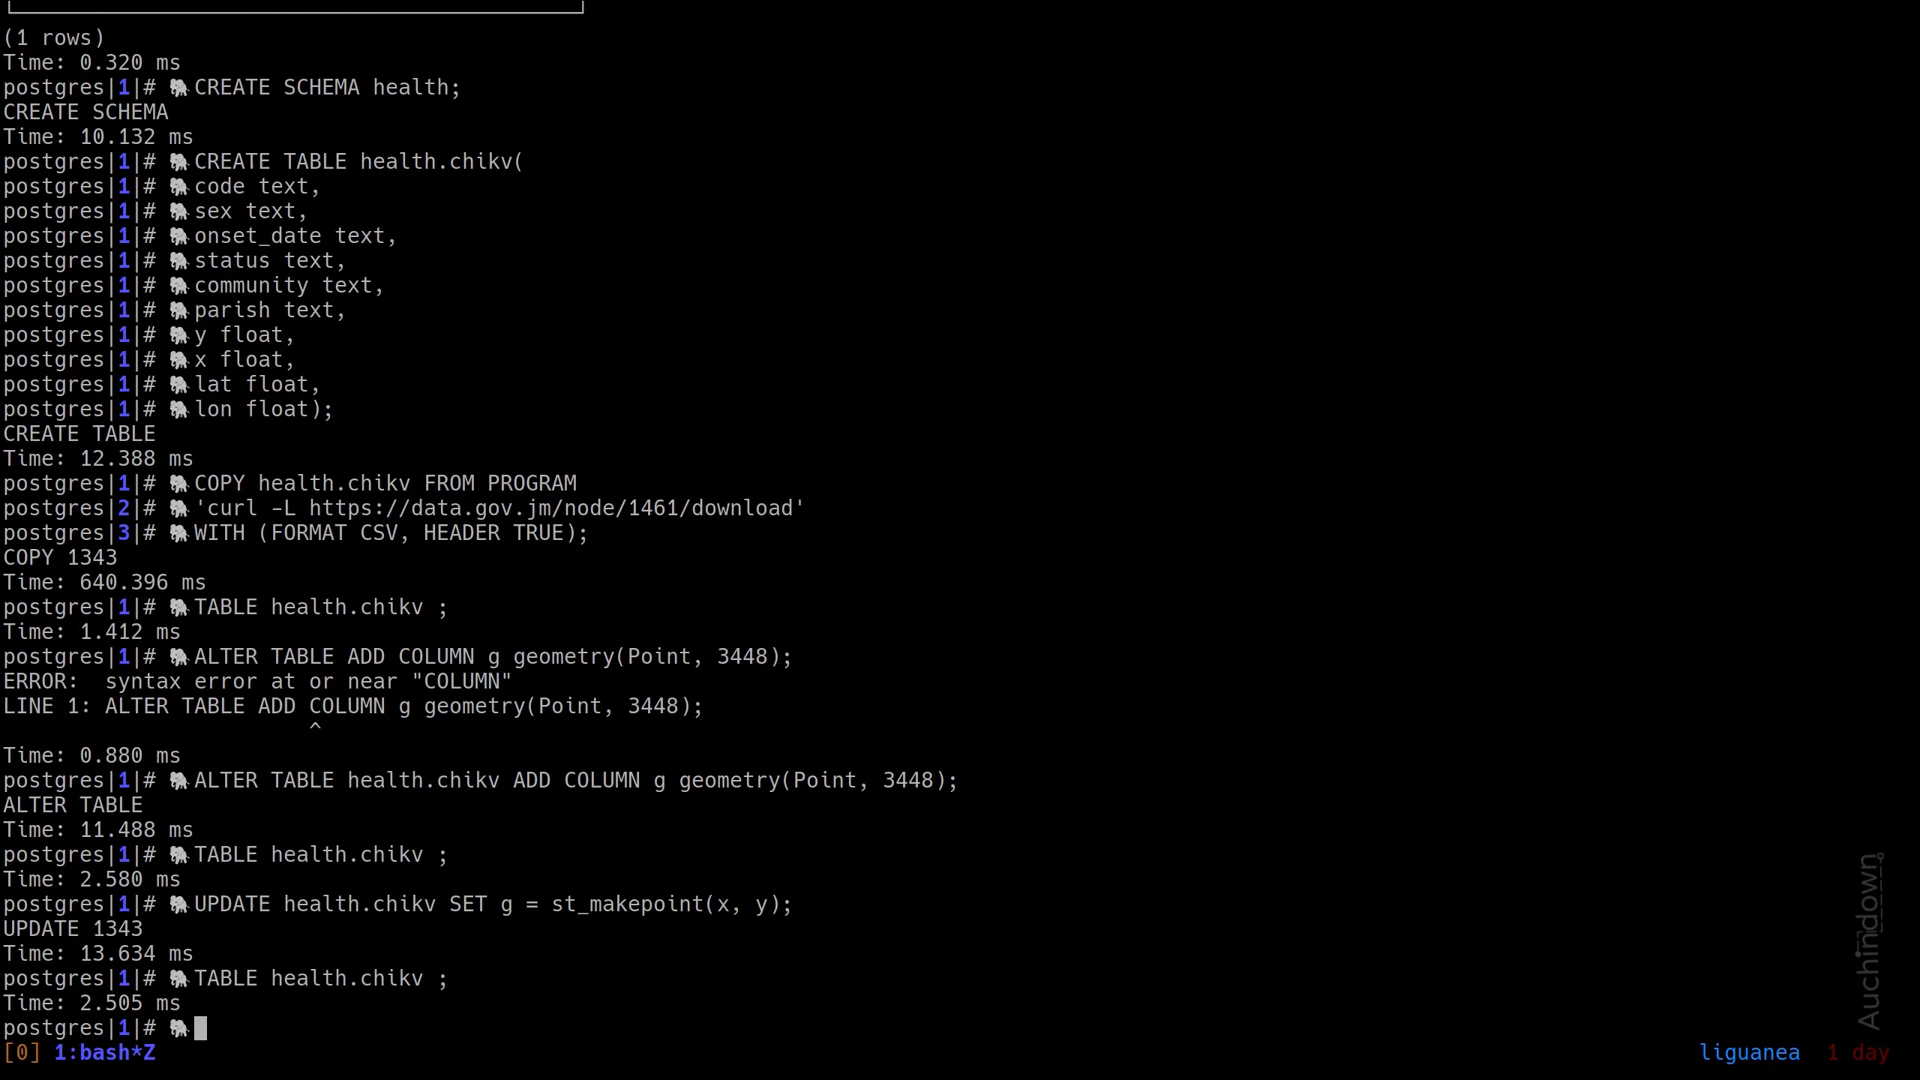 (1 rows)
Time: 0.320 ms
postgres|1|# 🐘CREATE SCHEMA health;
CREATE SCHEMA
Time: 10.132 ms
postgres|1|# 🐘CREATE TABLE health.chikv(
postgres|1|# 🐘code text,
postgres|1|# 🐘sex text,
postgres|1|# 🐘onset_date text,
postgres|1|# 🐘status text,
postgres|1|# 🐘community text,
postgres|1|# 🐘parish text,
postgres|1|# 🐘y float,
postgres|1|# 🐘x float,
postgres|1|# 🐘lat float,
postgres|1|# 🐘lon float);
CREATE TABLE
Time: 12.388 ms
postgres|1|# 🐘COPY health.chikv FROM PROGRAM
postgres|2|# 🐘'curl -L https://data.gov.jm/node/1461/download'
postgres|3|# 🐘WITH (FORMAT CSV, HEADER TRUE);
COPY 1343
Time: 640.396 ms
postgres|1|# 🐘TABLE health.chikv ;
Time: 1.412 ms
postgres|1|# 🐘ALTER TABLE ADD COLUMN g geometry(Point, 3448);
ERROR:  syntax error at or near "COLUMN"
LINE 1: ALTER TABLE ADD COLUMN g geometry(Point, 3448);
                        ^
Time: 0.880 ms
postgres|1|# 🐘ALTER TABLE health.chikv ADD COLUMN g geometry(Point, 3448);
ALTER TABLE
Time: 11.488 ms
postgres|1|# 🐘TABLE health.chikv ;
Time: 2.580 ms
postgres|1|# 🐘UPDATE health.chikv SET g = st_makepoint(x, y);
UPDATE 1343
Time: 13.634 ms
postgres|1|# 🐘TABLE health.chikv ;
Time: 2.505 ms
postgres|1|# 🐘
[0] 1:bash*Z
liguanea 1 day
Auchindown